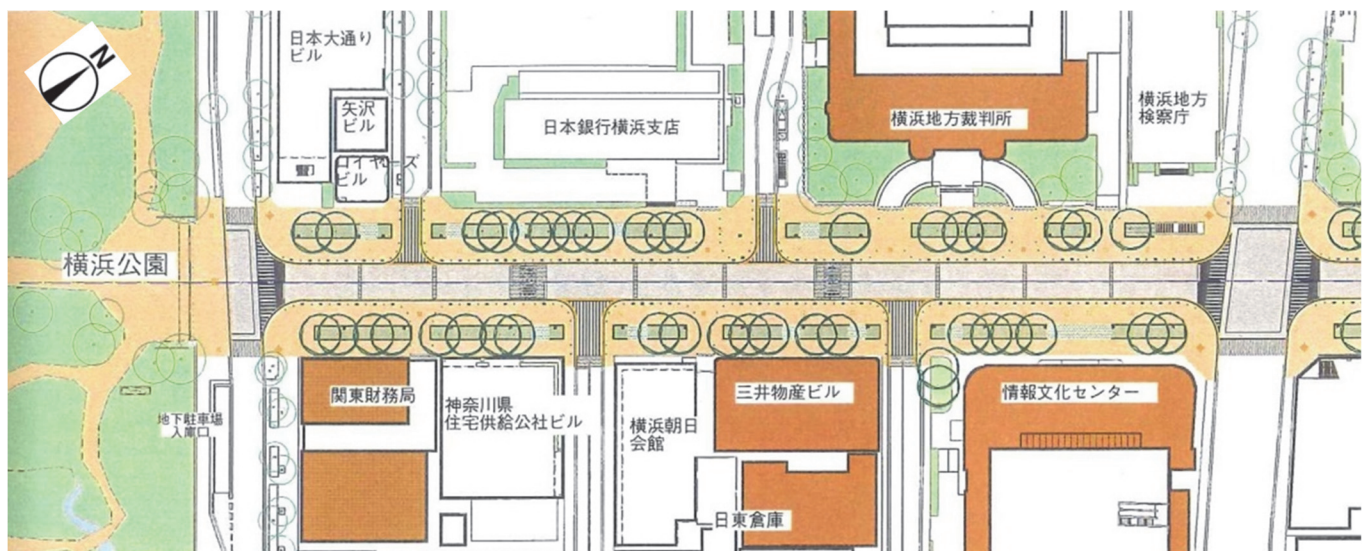 N
日本大通り
ビル
矢沢
ビル
ロイヤーズ
ビル
日本銀行横浜支店
横浜地方裁判所
横浜地方
検察庁
横浜公園
関東財務局
神奈川県
住宅供給公社ビル
横浜朝日
会館
三井物産ビル
情報文化センター
地下駐車場
入庫口
日東倉庫